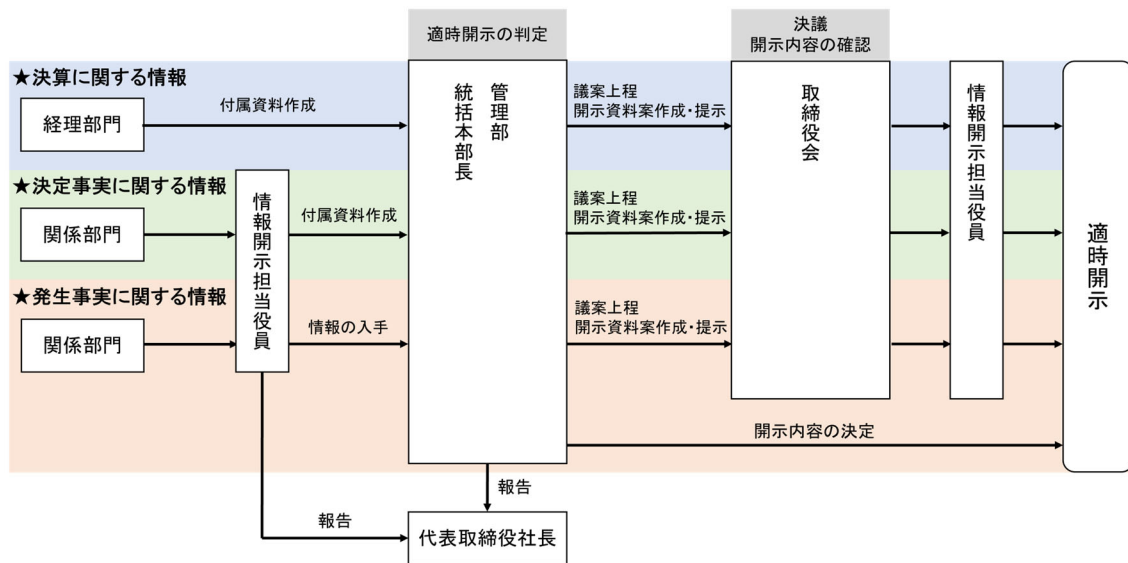 適時開示の判定
決議
開示内容の確認
★決算に関する情報
経理部門
付属資料作成
管理部
統括本部長
議案上程
開示資料案作成・提示
取締役会
情報開示担当役員
適時開示
★決定事実に関する情報
関係部門
情報開示担当役員
付属資料作成
議案上程
開示資料案作成・提示
★発生事実に関する情報
関係部門
情報の入手
議案上程
開示資料案作成・提示
開示内容の決定
報告
報告
代表取締役社長